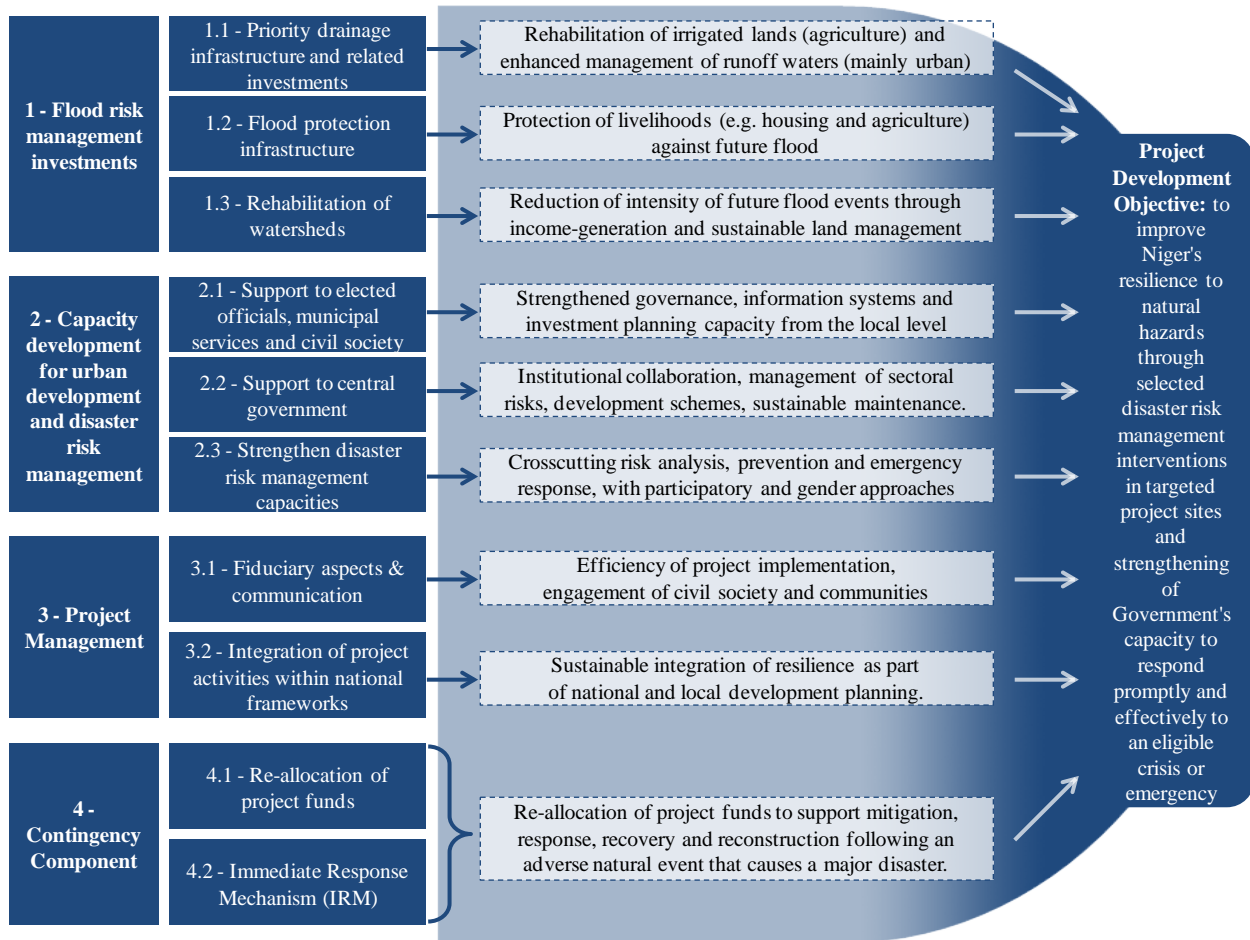 1 - Flood risk
management
investments
1.1 - Priority drainage
infrastructure and related
investments
Rehabilitation of irrigated lands (agriculture) and
enhanced management of runoff waters (mainly urban)
1.2 - Flood protection
infrastructure
Protection of livelihoods (e.g. housing and agriculture)
against future flood
1.3 - Rehabilitation of
watersheds
Reduction of intensity of future flood events through
income-generation and sustainable land management
2 - Capacity
development
for urban
development
and disaster
risk
management
2.1 - Support to elected
officials, municipal
services and civil society
Strengthened governance, information systems and
investment planning capacity from the local level
2.2 - Support to central
government
Institutional collaboration, management of sectoral
risks, development schemes, sustainable maintenance.
2.3 - Strengthen disaster
risk management
capacities
Crosscutting risk analysis, prevention and emergency
response, with participatory and gender approaches
3 - Project
Management
3.1 - Fiduciary aspects &
communication
Efficiency of project implementation,
engagement of civil society and communities
3.2 - Integration of project
activities within national
frameworks
Sustainable integration of resilience as part
of national and local development planning.
4 -
Contingency
Component
4.1 - Re-allocation of
project funds
4.2 - Immediate Response
Mechanism (IRM)
Re-allocation of project funds to support mitigation,
response, recovery and reconstruction following an
adverse natural event that causes a major disaster.
Project
Development
Objective: to
improve
Niger's
resilience to
natural
hazards
through
selected
disaster risk
management
interventions
in targeted
project sites
and
strengthening
of
Government's
capacity to
respond
promptly and
effectively to
an eligible
crisis or
emergency